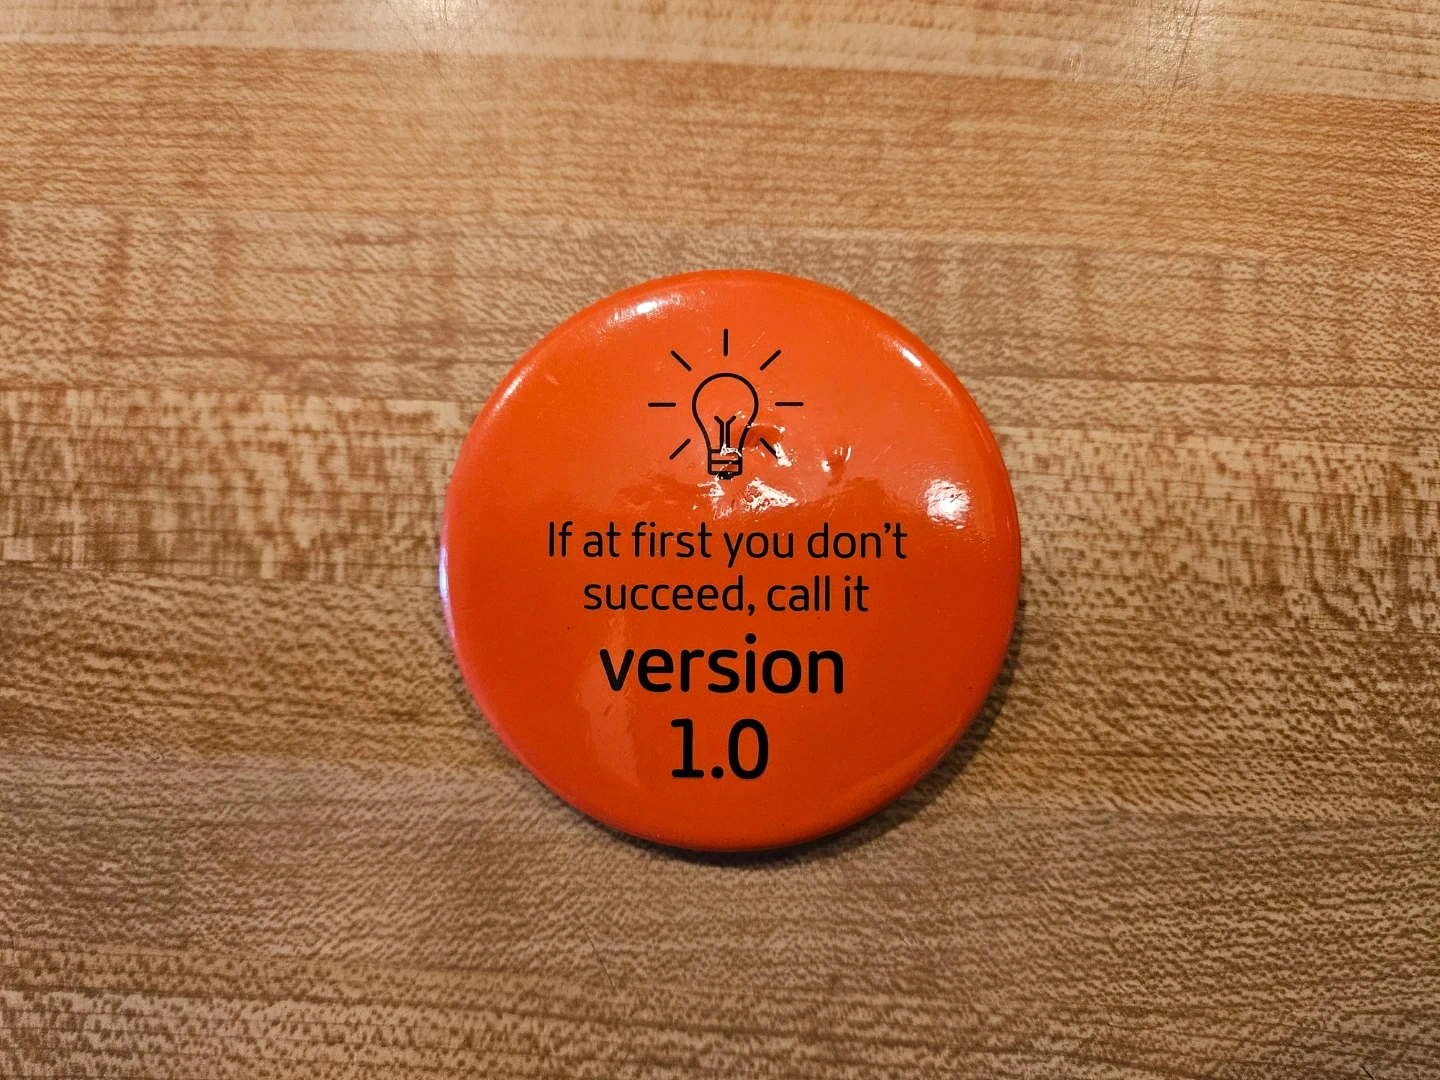 If at first you don’t
succeed, call it
version
1.0